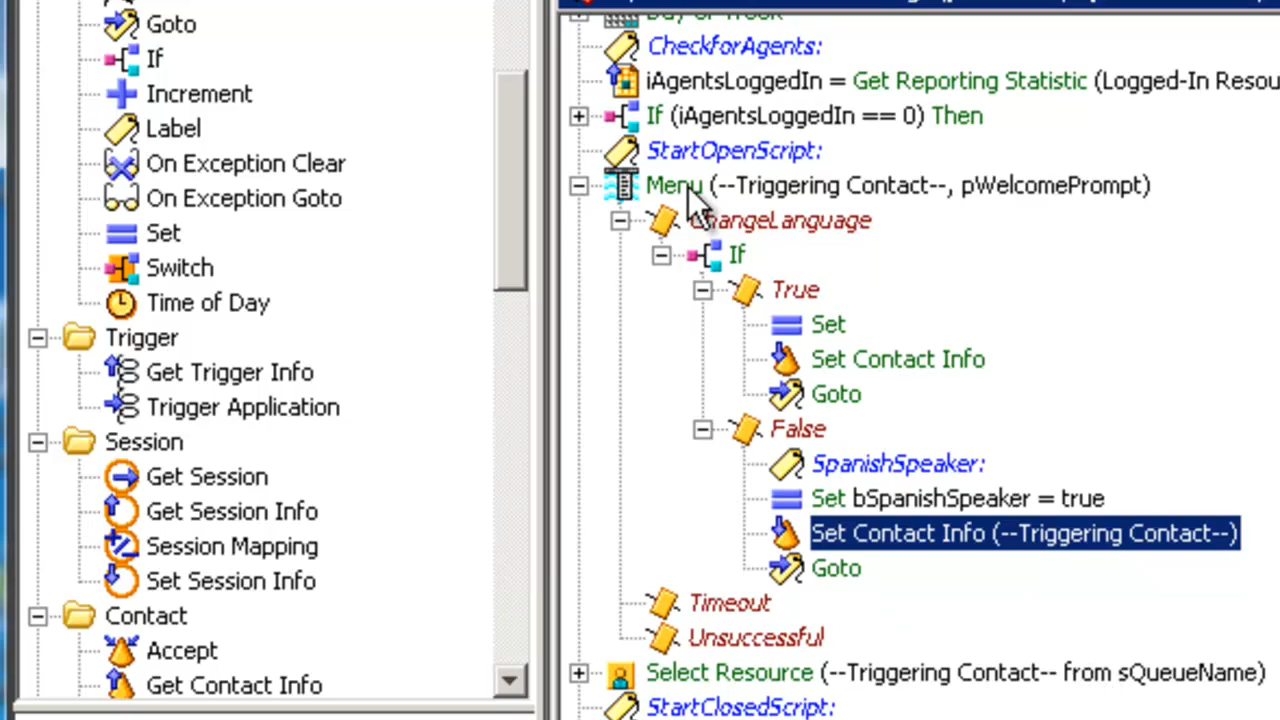 Goto
If
Increment
Label
On Exception Clear
On Exception Goto
Set
Switch
Time of Day
Trigger
Get Trigger Info
Trigger Application
Session
Get Session
Get Session Info
Session Mapping
Set Session Info
Contact
Accept
Get Contact Info
CheckforAgents:
iAgentsLoggedIn = Get Reporting Statistic (Logged-In Resou
If (iAgentsLoggedIn == 0) Then
StartOpenScript:
Menu (--Triggering Contact--, pWelcomePrompt)
ChangeLanguage
If
True
Set
Set Contact Info
Goto
False
SpanishSpeaker:
Set bSpanishSpeaker = true
Set Contact Info (--Triggering Contact--)
Goto
Timeout
Unsuccessful
Select Resource (--Triggering Contact-- from sQueueName)
StartClosedScript: